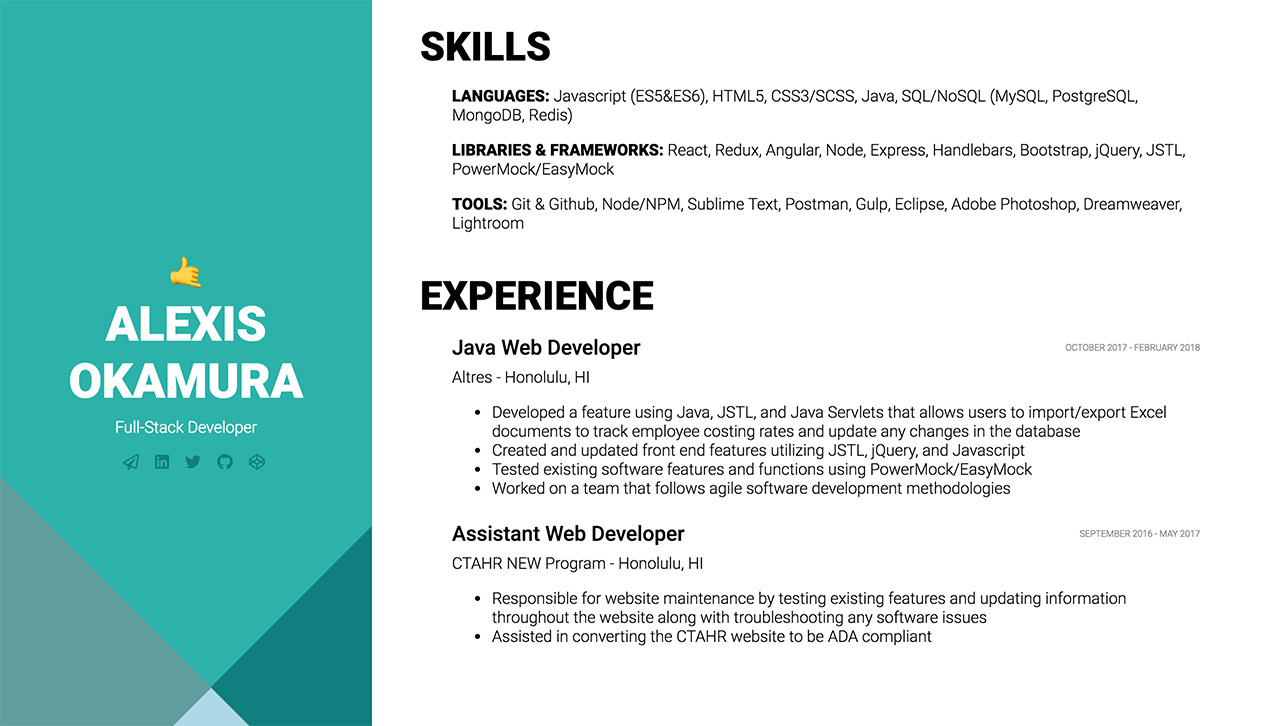 🤙
ALEXIS
OKAMURA
Full-Stack Developer
SKILLS
LANGUAGES: Javascript (ES5&ES6), HTML5, CSS3/SCSS, Java, SQL/NoSQL (MySQL, PostgreSQL,
MongoDB, Redis)
LIBRARIES & FRAMEWORKS: React, Redux, Angular, Node, Express, Handlebars, Bootstrap, jQuery, JSTL,
PowerMock/EasyMock
TOOLS: Git & Github, Node/NPM, Sublime Text, Postman, Gulp, Eclipse, Adobe Photoshop, Dreamweaver,
Lightroom
EXPERIENCE
Java Web Developer OCTOBER 2017 - FEBRUARY 2018
Altres - Honolulu, HI
• Developed a feature using Java, JSTL, and Java Servlets that allows users to import/export Excel
documents to track employee costing rates and update any changes in the database
• Created and updated front end features utilizing JSTL, jQuery, and Javascript
• Tested existing software features and functions using PowerMock/EasyMock
• Worked on a team that follows agile software development methodologies
Assistant Web Developer SEPTEMBER 2016 - MAY 2017
CTAHR NEW Program - Honolulu, HI
• Responsible for website maintenance by testing existing features and updating information
throughout the website along with troubleshooting any software issues
• Assisted in converting the CTAHR website to be ADA compliant